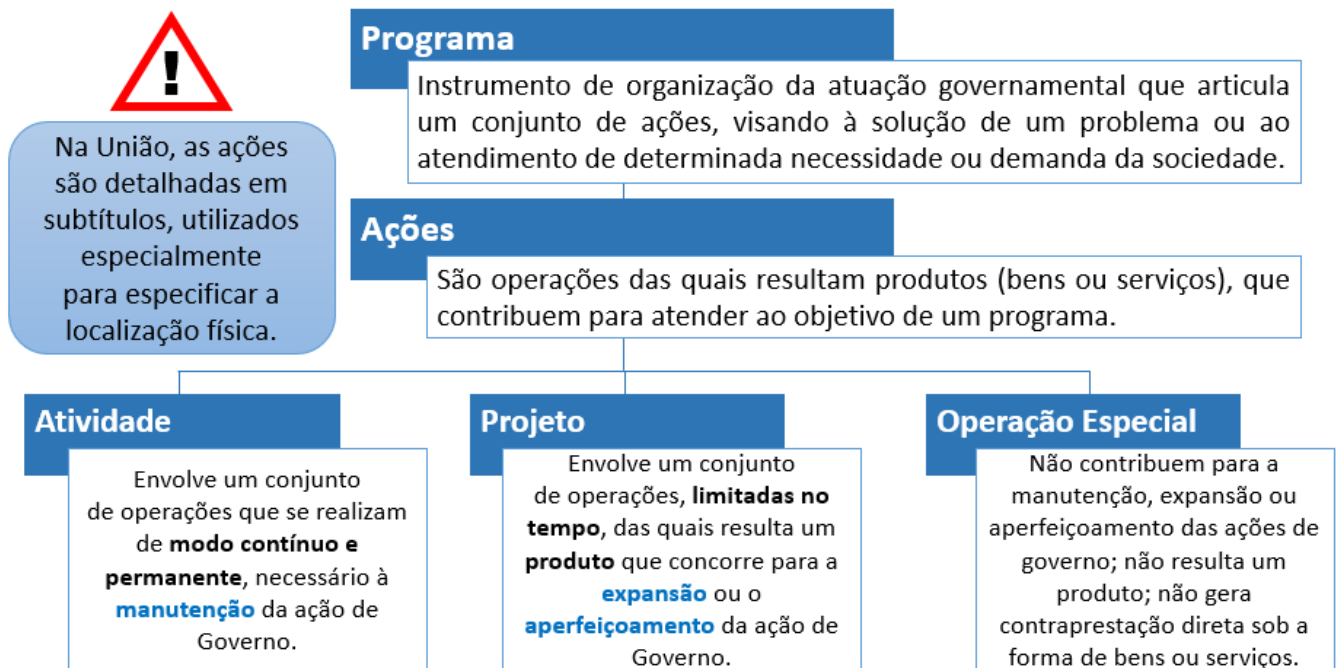 !
Na União, as ações
são detalhadas em
subtítulos, utilizados
especialmente
para especificar a
localização física.
Programa
Instrumento de organização da atuação governamental que articula
um conjunto de ações, visando à solução de um problema ou ao
atendimento de determinada necessidade ou demanda da sociedade.
Ações
São operações das quais resultam produtos (bens ou serviços), que
contribuem para atender ao objetivo de um programa.
Atividade
Envolve um conjunto
de operações que se realizam
de modo contínuo e
permanente, necessário à
manutenção da ação de
Governo.
Projeto
Envolve um conjunto
de operações, limitadas no
tempo, das quais resulta um
produto que concorre para a
expansão ou o
aperfeiçoamento da ação de
Governo.
Operação Especial
Não contribuem para a
manutenção, expansão ou
aperfeiçoamento das ações de
governo; não resulta um
produto; não gera
contraprestação direta sob a
forma de bens ou serviços.